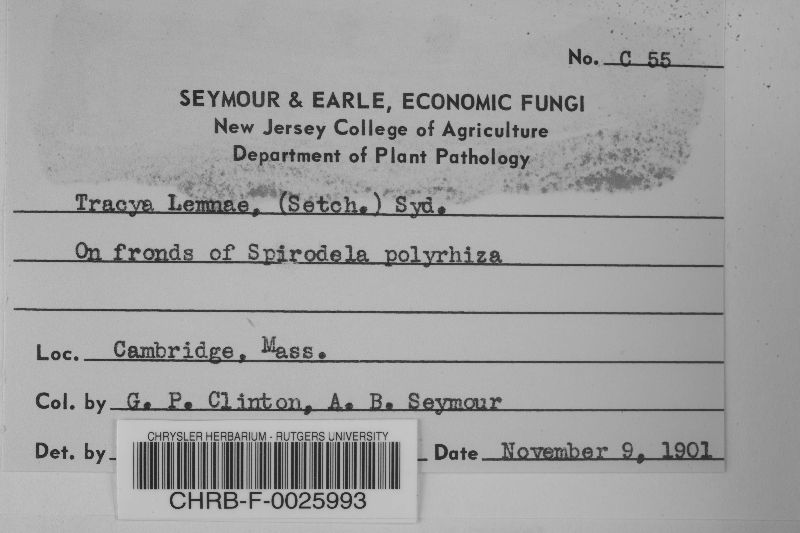 No. C 55
SEYMOUR & EARLE, ECONOMIC FUNGI
New Jersey College of Agriculture
Department of Plant Pathology
Tracya Lemnae, (Setch.) Syd.
On fronds of Spirodela polyrhiza
Loc. Cambridge, Mass.
Col. by G. P. Clinton, A. B. Seymour
Det. by Date November 9, 1901
CHRYSLER HERBARIUM - RUTGERS UNIVERSITY
CHRB-F-0025993